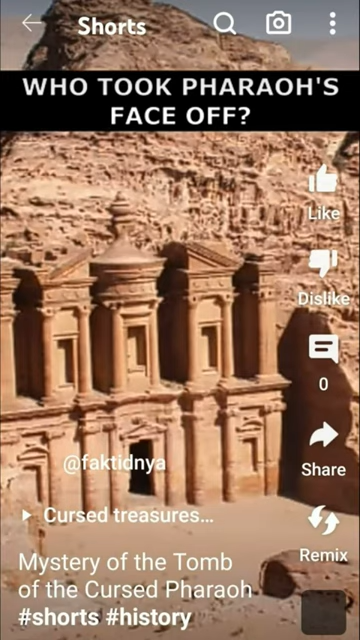 Shorts
WHO TOOK PHARAOH'S
FACE OFF?
Like
Dislike
0
Share
@faktidnya
Cursed treasures...
Remix
Mystery of the Tomb
of the Cursed Pharaoh
#shorts #history